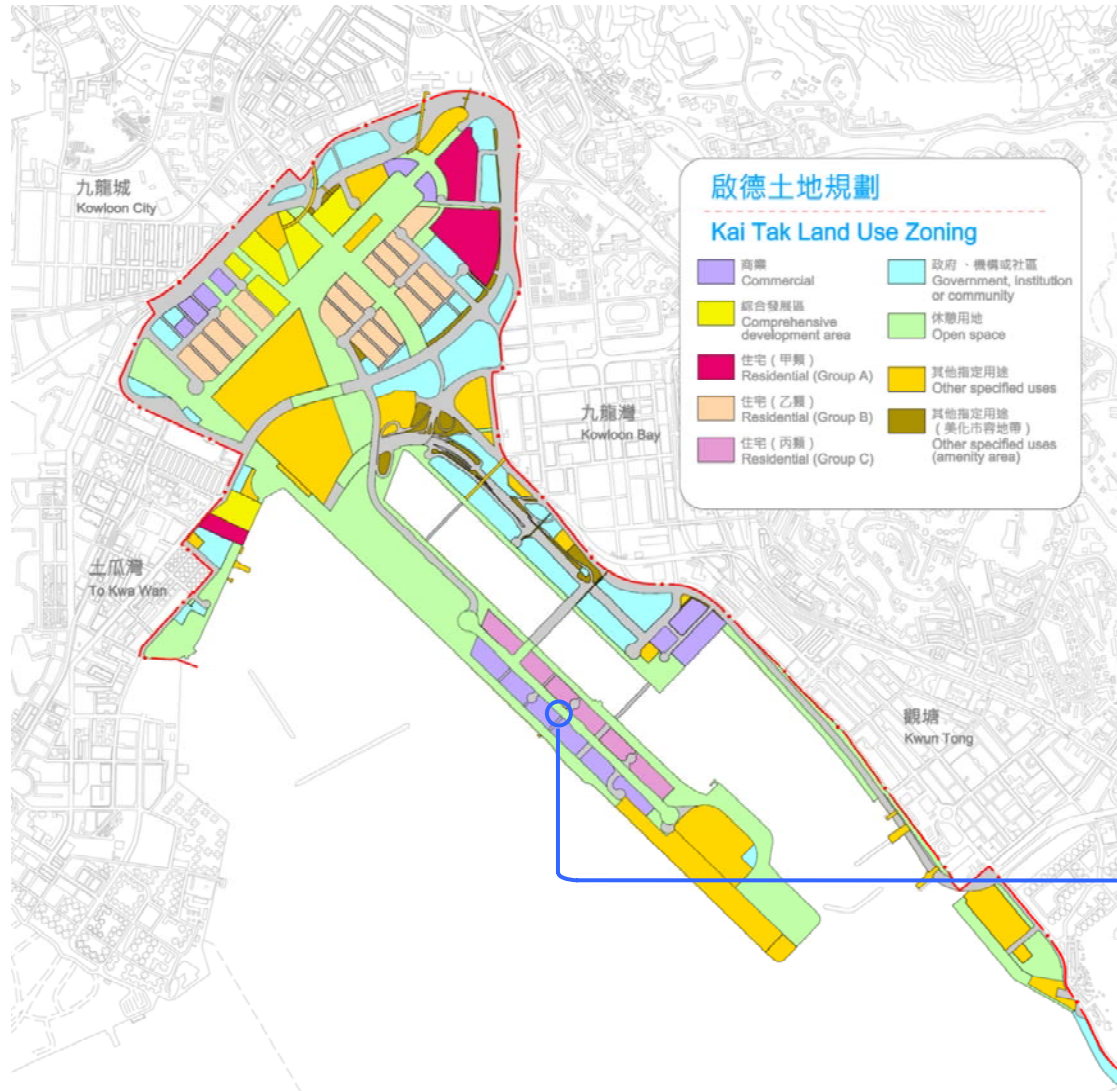 九龍城
Kowloon City
啟德土地規劃
Kai Tak Land Use Zoning
商業
Commercial
綜合發展區
Comprehensive
development area
住宅 ( 甲類 )
Residential (Group A)
住宅 ( 乙類 )
Residential (Group B)
住宅 ( 丙類 )
Residential (Group C)
政府 、機構或社區
Government, institution
or community
休憩用地
Open space
其他指定用途
Other specified uses
其他指定用途
( 美化市容地帶 )
Other specified uses
(amenity area)
九龍灣
Kowloon Bay
土瓜灣
To Kwa Wan
觀塘
Kwun Tong